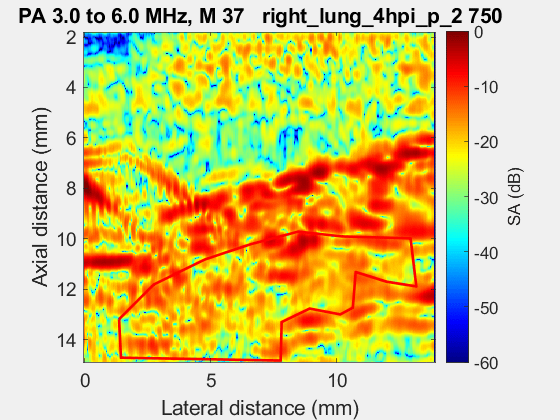 PA 3.0 to 6.0 MHz, M 37 right_lung_4hpi_p_2 750
2
4
6
8
10
12
14
Axial distance (mm)
0 5 10
Lateral distance (mm)
0
-10
-20
-30
-40
-50
-60
SA (dB)